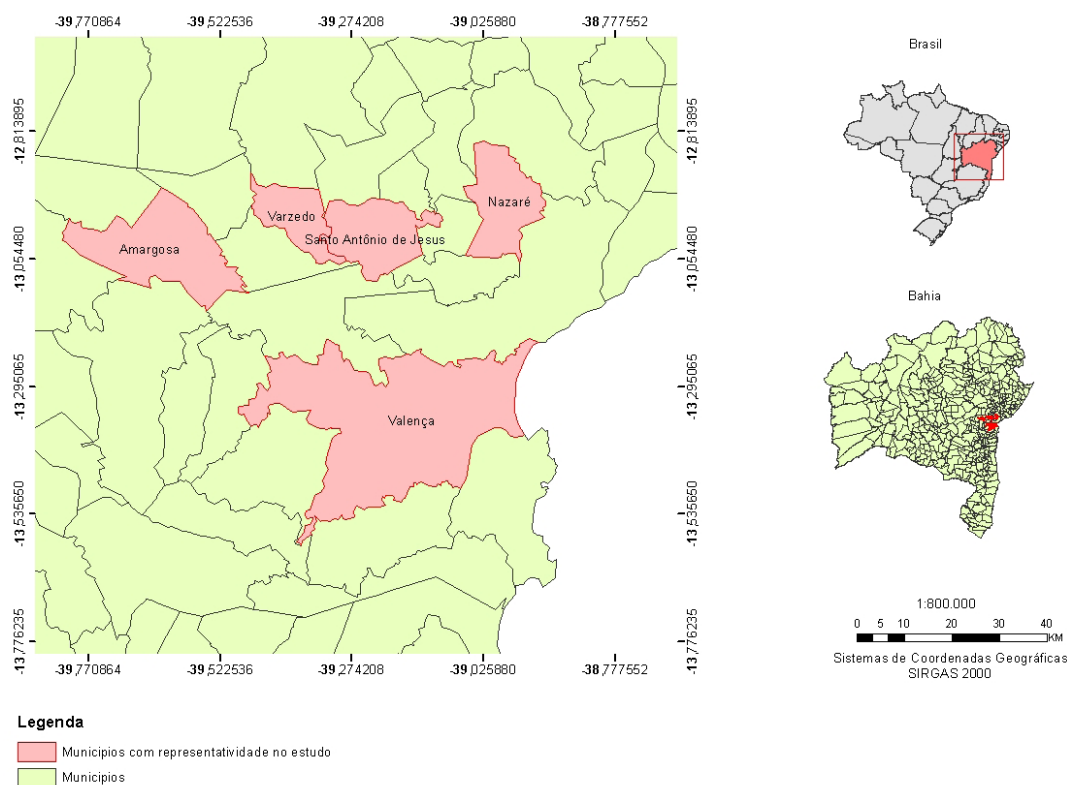 -39,770864 -39,522536 -39,274208 -39,025880 -38,777552
-12,813895
-13,054480
-13,295065
-13,536650
-13,776235
Nazaré
Varzedo
Santo Antônio de Jesus
Amargosa
Valença
-12,813895
-13,054480
-13,295065
-13,536650
-13,776235
-39,770864 -39,522536 -39,274208 -39,025880 -38,777552
Brasil
Bahia
1:800.000
0 5 10 20 30 40
KM
Sistemas de Coordenadas Geográficas
SIRGAS 2000
Legenda
Municipios com representatividade no estudo
Municipios